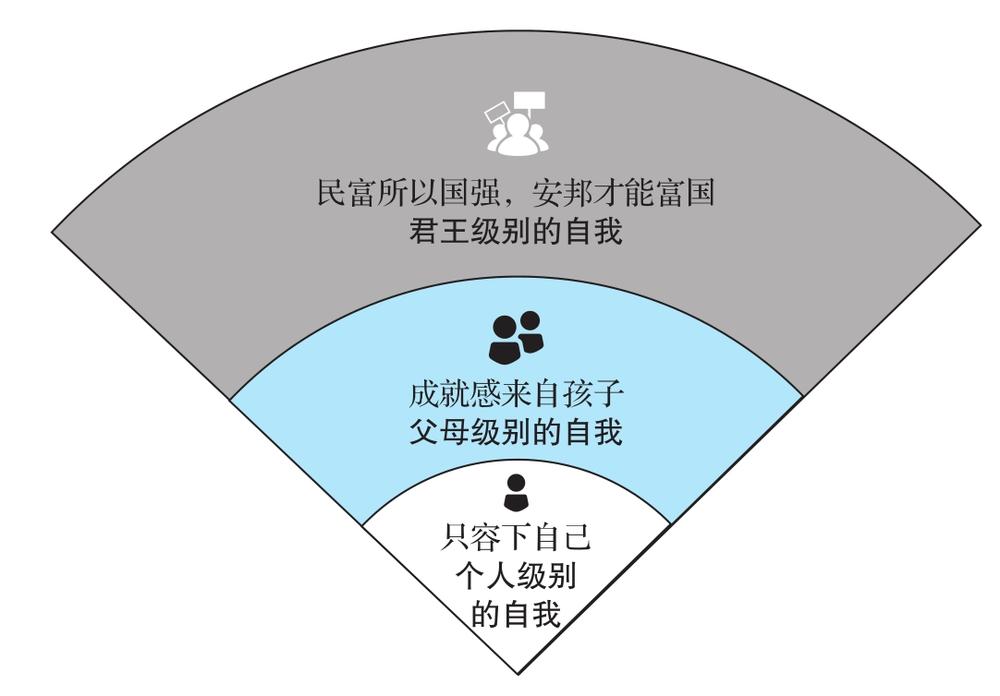 民富所以国强，安邦才能富国
君王级别的自我
成就感来自孩子
父母级别的自我
只容下自己
个人级别
的自我